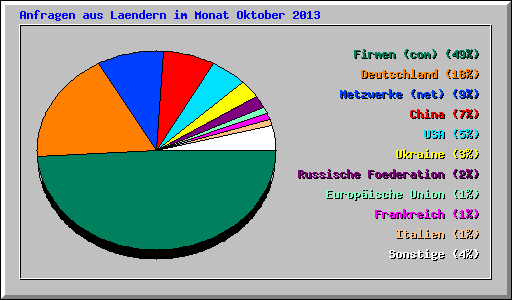 Anfragen aus Laendern im Monat Oktober 2013
Firmen (com) (49%)
Deutschland (18%)
Netzwerke (net) (9%)
China (7%)
USA (5%)
Ukraine (3%)
Russische Foederation (2%)
Europäische Union (1%)
Frankreich (1%)
Italien (1%)
Sonstige (4%)